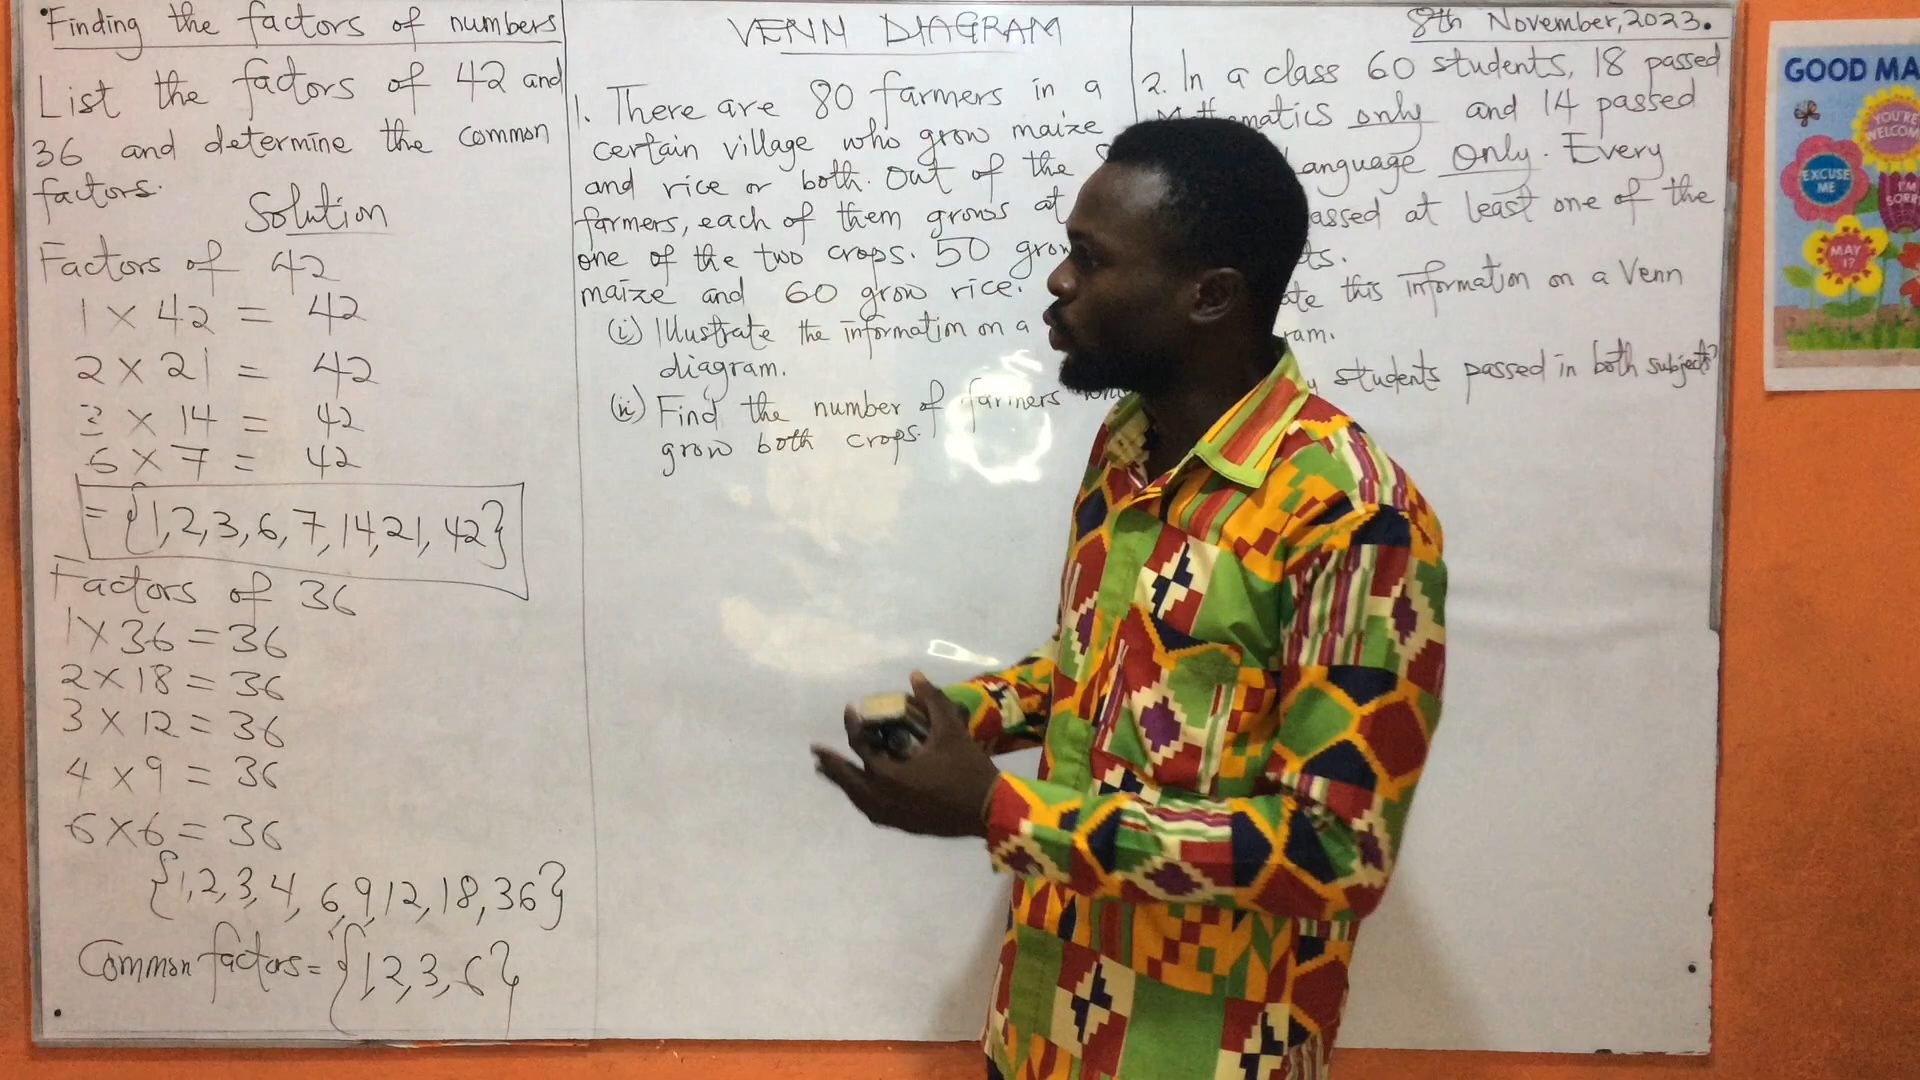 Finding the factors of numbers
List the factors of 42 and
36 and determine the common
factors.
Solution
Factors of 42
1 × 42 = 42
2 × 21 = 42
3 × 14 = 42
6 × 7 = 42
= {1,2,3,6,7,14,21,42}
Factors of 36
1 × 36 = 36
2 × 18 = 36
3 × 12 = 36
4 × 9 = 36
6 × 6 = 36
{1,2,3,4,6,9,12,18,36}
Common factors = {1,2,3,6}
VENN DIAGRAM
1. There are 80 farmers in a
certain village who grow maize
and rice or both. Out of the
farmers, each of them grows at
one of the two crops. 50 grow
maize and 60 grow rice.
(i) Illustrate the information on a
diagram.
(ii) Find the number of farmers who
grow both crops.
8th November, 2023.
2. In a class 60 students, 18 passed
only and 14 passed
Only. Every
at least one of the
this information on a Venn
students passed in both subjects?
GOOD
YOU'RE
EXCUSE
ME
I'M
MAY
I?